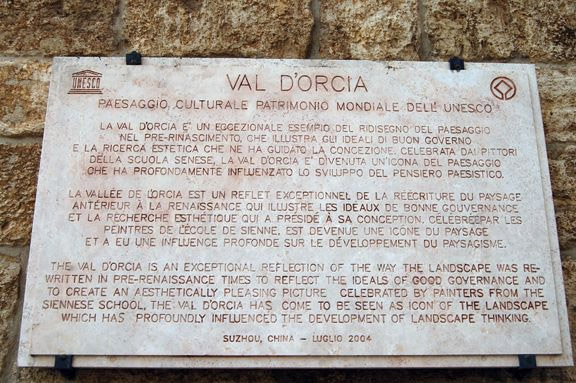 UNESCO
VAL D'ORCIA
PAESAGGIO CULTURALE PATRIMONIO MONDIALE DELL' UNESCO
LA VAL D'ORCIA E' UN ECCEZIONALE ESEMPIO DEL RIDISEGNO DEL PAESAGGIO
NEL PRE-RINASCIMENTO, CHE ILLUSTRA GLI IDEALI DI BUON GOVERNO
E LA RICERCA ESTETICA CHE NE HA GUIDATO LA CONCEZIONE. CELEBRATA DAI PITTORI
DELLA SCUOLA SENESE, LA VAL D'ORCIA E' DIVENUTA UN'ICONA DEL PAESAGGIO
CHE HA PROFONDAMENTE INFLUENZATO LO SVILUPPO DEL PENSIERO PAESISTICO.
LA VALLÉE DE L'ORCIA EST UN REFLET EXCEPTIONNEL DE LA RÉÉCRITURE DU PAYSAGE
ANTÉRIEUR À LA RENAISSANCE QUI ILLUSTRE LES IDEAUX DE BONNE GOUVERNANCE
ET LA RECHERCHE ESTHÉTIQUE QUI A PRÉSIDÉ À SA CONCEPTION. CÉLÉBRÉE PAR LES
PEINTRES DE L'ÉCOLE DE SIENNE, EST DEVENUE UNE ICÔNE DU PAYSAGE
ET A EU UNE INFLUENCE PROFONDE SUR LE DÉVELOPPEMENT DU PAYSAGISME.
THE VAL D'ORCIA IS AN EXCEPTIONAL REFLECTION OF THE WAY THE LANDSCAPE WAS RE-
WRITTEN IN PRE-RENAISSANCE TIMES TO REFLECT THE IDEALS OF GOOD GOVERNANCE AND
TO CREATE AN AESTHETICALLY PLEASING PICTURE. CELEBRATED BY PAINTERS FROM THE
SIENNESE SCHOOL, THE VAL D'ORCIA HAS COME TO BE SEEN AS ICON OF THE LANDSCAPE
WHICH HAS PROFOUNDLY INFLUENCED THE DEVELOPMENT OF LANDSCAPE THINKING.
SUZHOU, CHINA – LUGLIO 2004